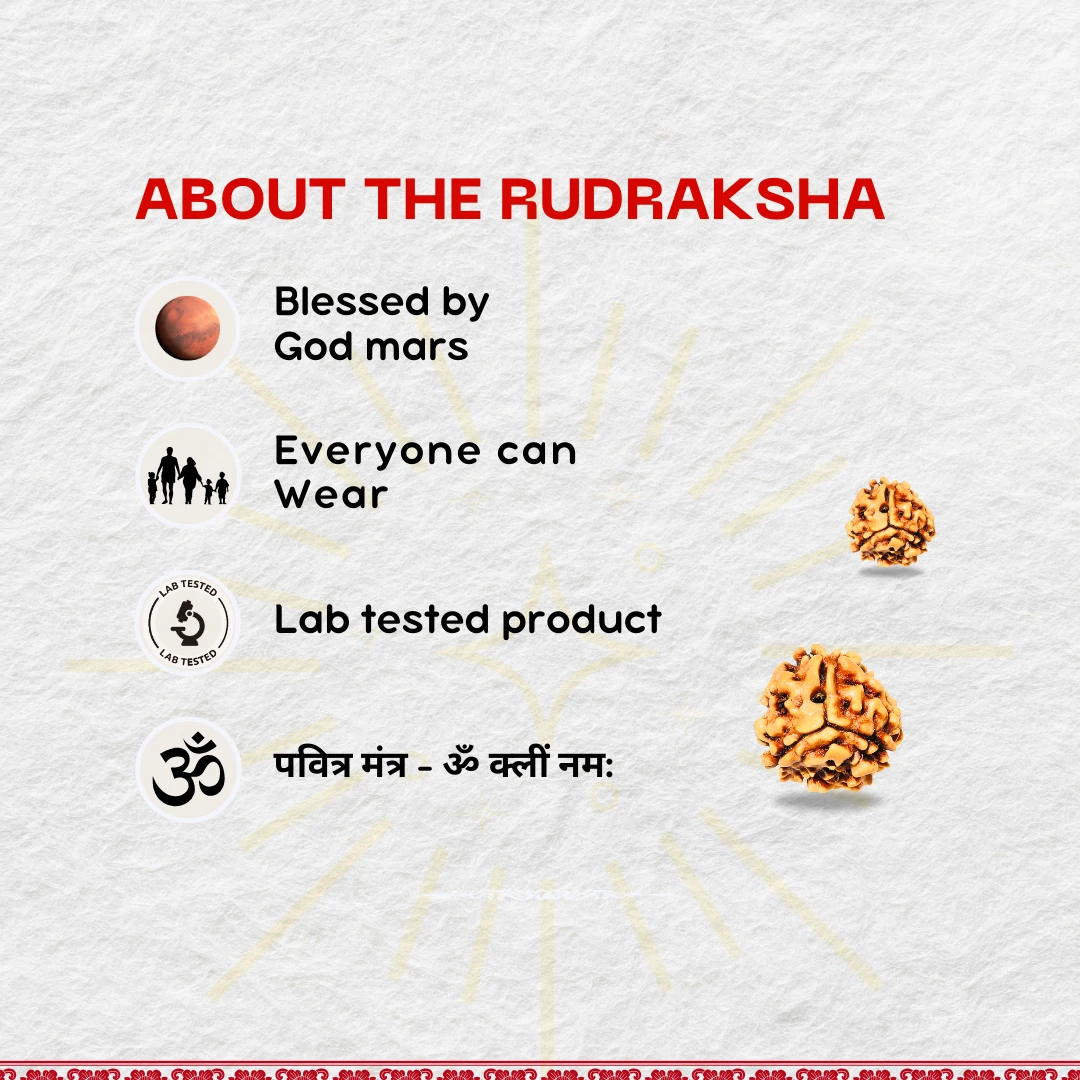 ABOUT THE RUDRAKSHA
Blessed by
God mars
Everyone can
Wear
LAB TESTED
LAB TESTED
Lab tested product
ॐ
पवित्र मंत्र - ॐ क्लीं नम: